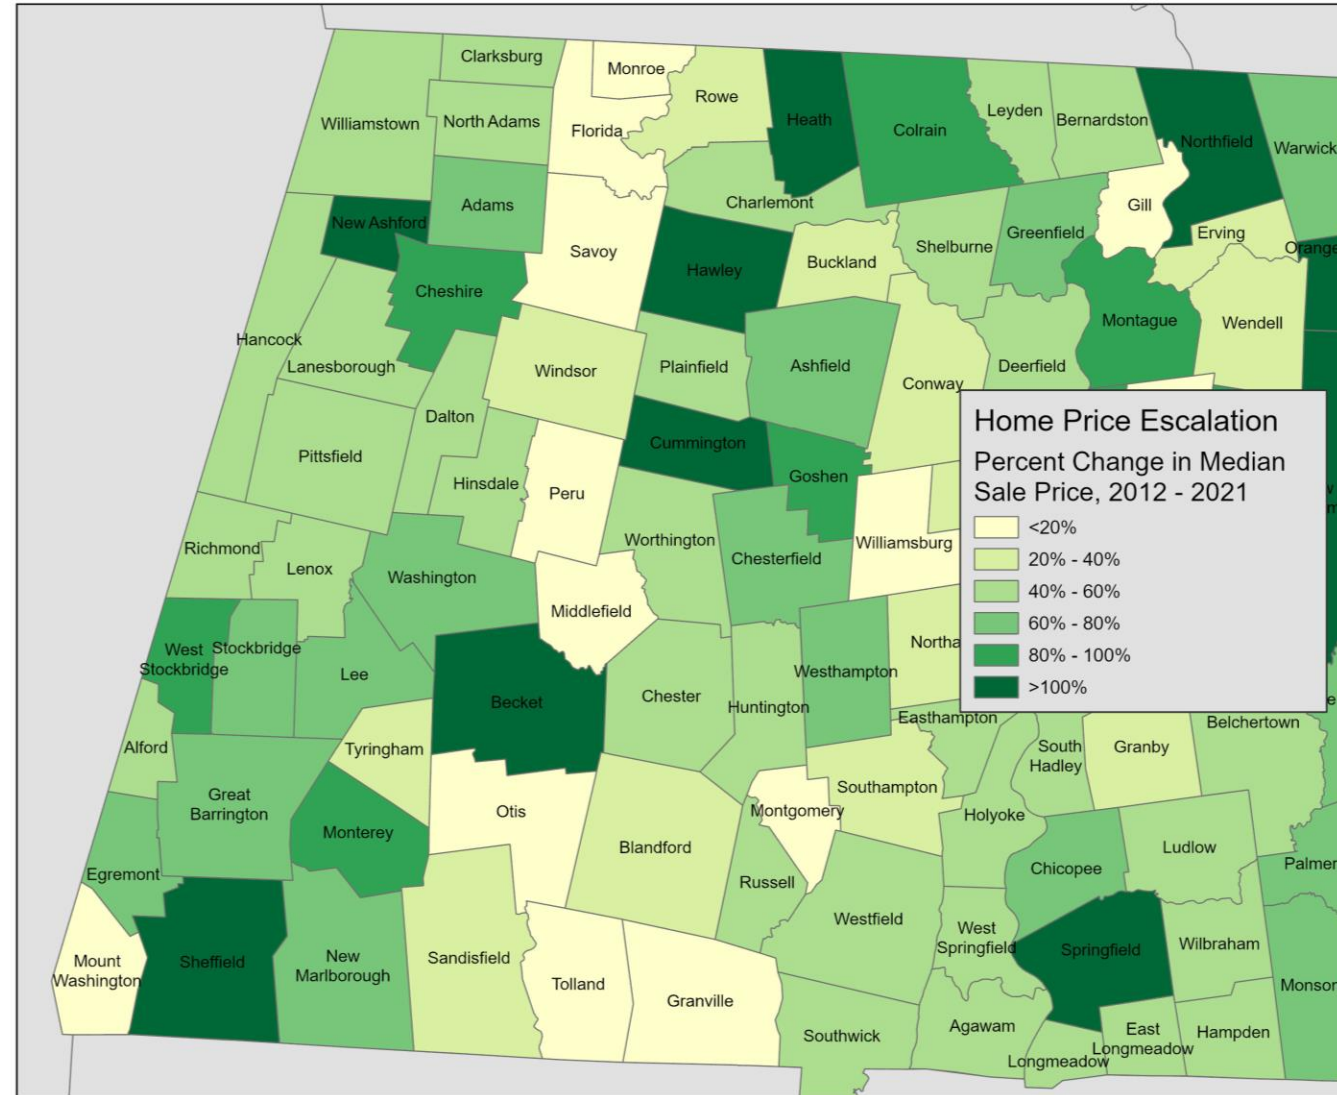 Clarksburg
Monroe
Rowe
Williamstown
North Adams
Florida
Heath
Colrain
Leyden
Bernardston
Northfield
Warwick
Adams
Charlemont
Gill
New Ashford
Savoy
Shelburne
Greenfield
Erving
Orange
Cheshire
Hawley
Buckland
Hancock
Lanesborough
Windsor
Plainfield
Ashfield
Deerfield
Montague
Wendell
Conway
Dalton
Pittsfield
Cummington
Goshen
Hinsdale
Peru
Home Price Escalation
Percent Change in Median
Sale Price, 2012 - 2021
<20%
20% - 40%
40% - 60%
60% - 80%
80% - 100%
>100%
Richmond
Lenox
Washington
Worthington
Chesterfield
Williamsburg
Middlefield
West
Stockbridge
Stockbridge
Lee
Becket
Chester
Huntington
Westhampton
Northa
Easthampton
Alford
Tyringham
South
Hadley
Granby
Belchertown
Great
Barrington
Monterey
Otis
Blandford
Montgomery
Southampton
Holyoke
Ludlow
Egremont
Russell
Chicopee
Palmer
Mount
Washington
Sheffield
New
Marlborough
Sandisfield
Tolland
Granville
Westfield
West
Springfield
Springfield
Wilbraham
Monson
Southwick
Agawam
Longmeadow
East
Longmeadow
Hampden